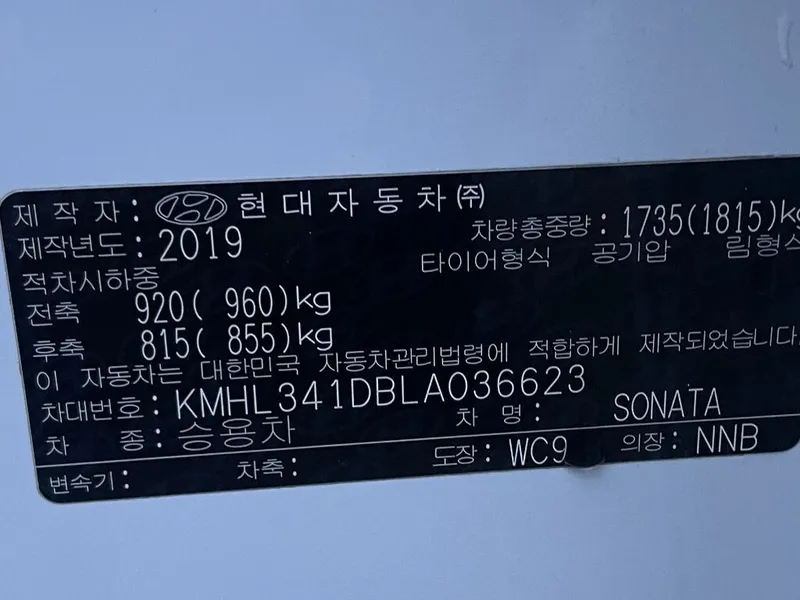 제 작 자 : 현대자동차㈜
제작년도 : 2019
차량총중량 : 1735(1815)kg
적차시하중
타이어형식 공기압 림형식
전축 920( 960)kg
후축 815( 855)kg
이 자동차는 대한민국 자동차관리법령에 적합하게 제작되었습니다.
차대번호 : KMHL341DBLA036623
차 종 : 승용차
차 명 : SONATA
변속기 : 차축 : 도장 : WC9 의장 : NNB